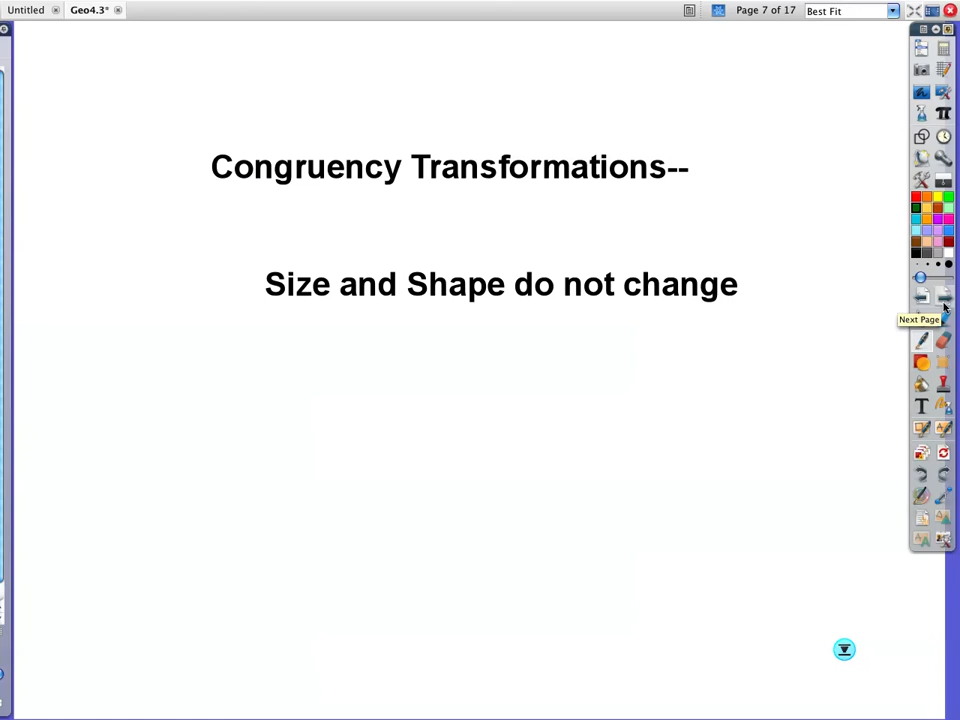 Untitled
Geo4.3*
Page 7 of 17
Best Fit
Congruency Transformations--
Size and Shape do not change
Next Page